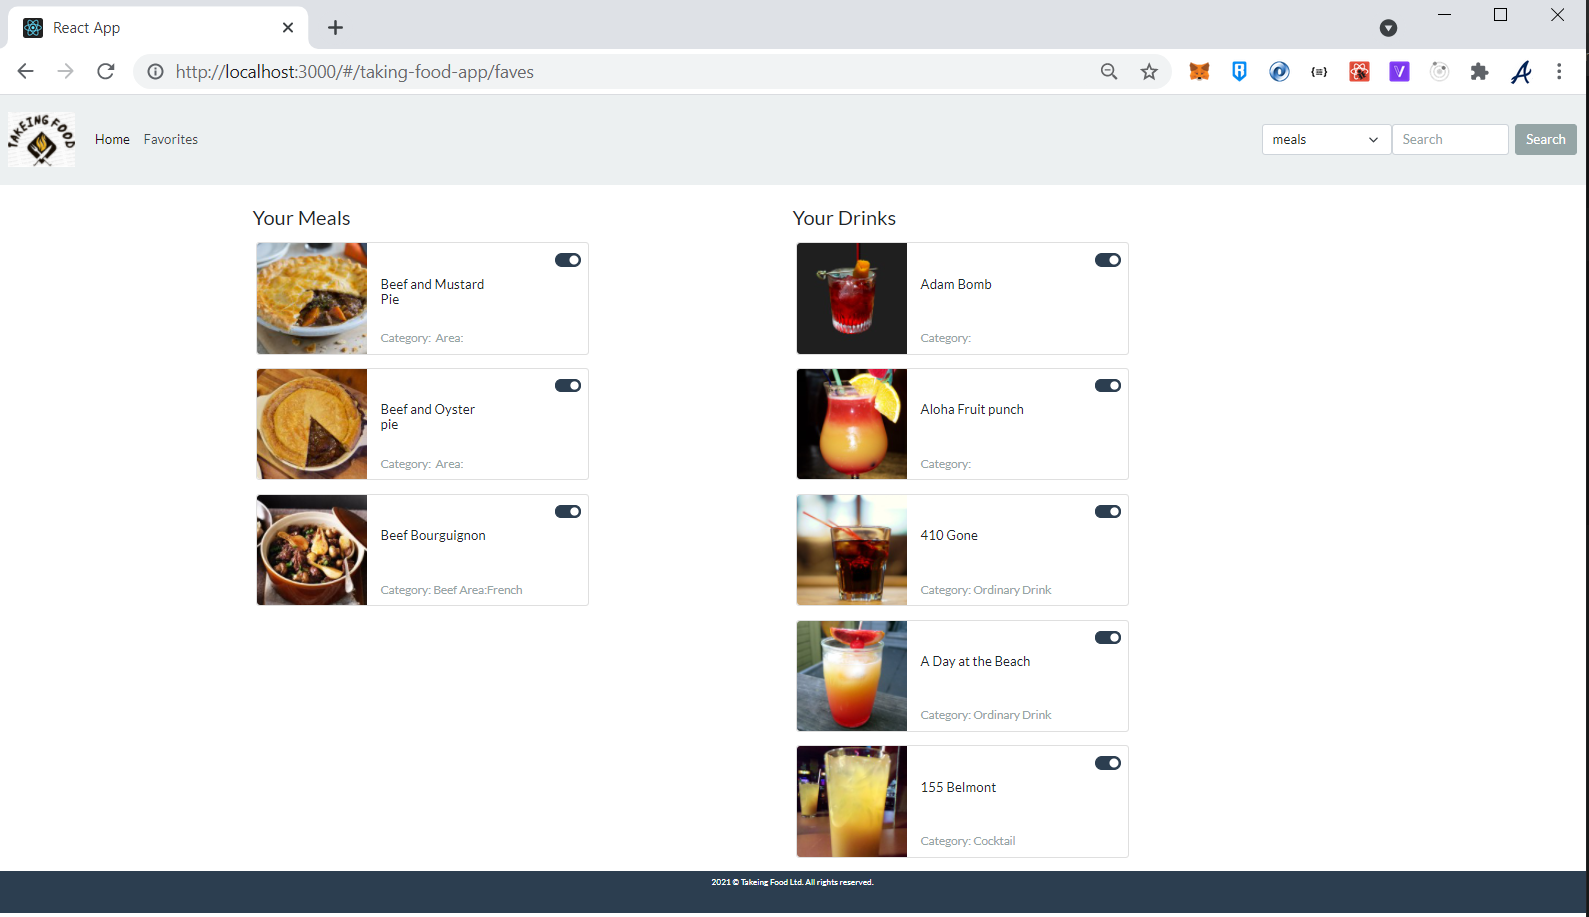 React App
http://localhost:3000/#/taking-food-app/faves
TAKEING FOOD
Home
Favorites
meals
Search
Search
Your Meals
Beef and Mustard
Pie
Category: Area:
Beef and Oyster
pie
Category: Area:
Beef Bourguignon
Category: Beef Area:French
Your Drinks
Adam Bomb
Category:
Aloha Fruit punch
Category:
410 Gone
Category: Ordinary Drink
A Day at the Beach
Category: Ordinary Drink
155 Belmont
Category: Cocktail
2021 © Takeing Food Ltd. All rights reserved.